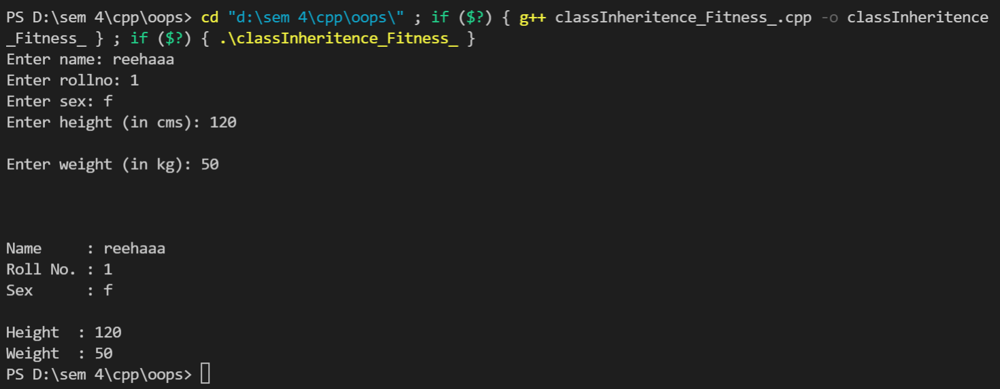 PS D:\sem 4\cpp\oops> cd "d:\sem 4\cpp\oops\" ; if ($?) { g++ classInheritence_Fitness_.cpp -o classInheritence
_Fitness_ } ; if ($?) { .\classInheritence_Fitness_ }
Enter name: reehaaa
Enter rollno: 1
Enter sex: f
Enter height (in cms): 120
Enter weight (in kg): 50
Name     : reehaaa
Roll No. : 1
Sex      : f
Height  : 120
Weight  : 50
PS D:\sem 4\cpp\oops>